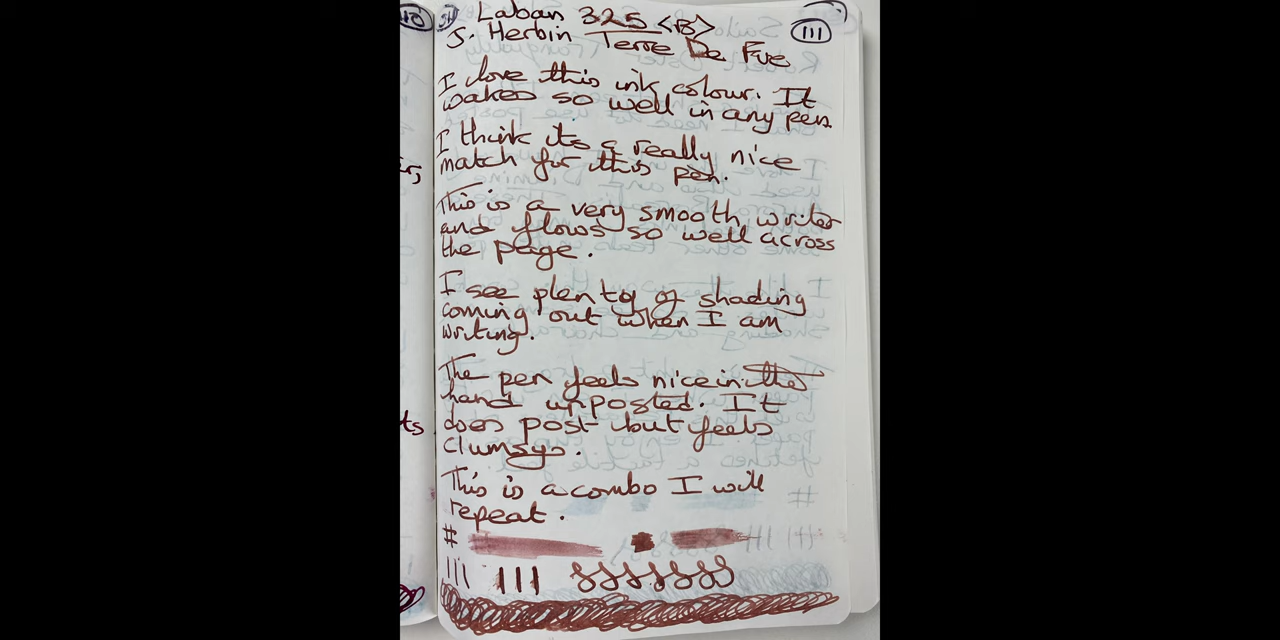 Laban 325 <B>
111
J. Herbin Terre De Fue
I love this ink colour. It
wakes so well in any pen.
I think its a really nice
match for this pen.
This is a very smooth writer
and flows so well across
the page.
I see plenty of shading
coming out when I am
writing.
The pen feels nice in the
hand unposted. It
does post but feels
clumsy.
This is a combo I will
repeat.
#